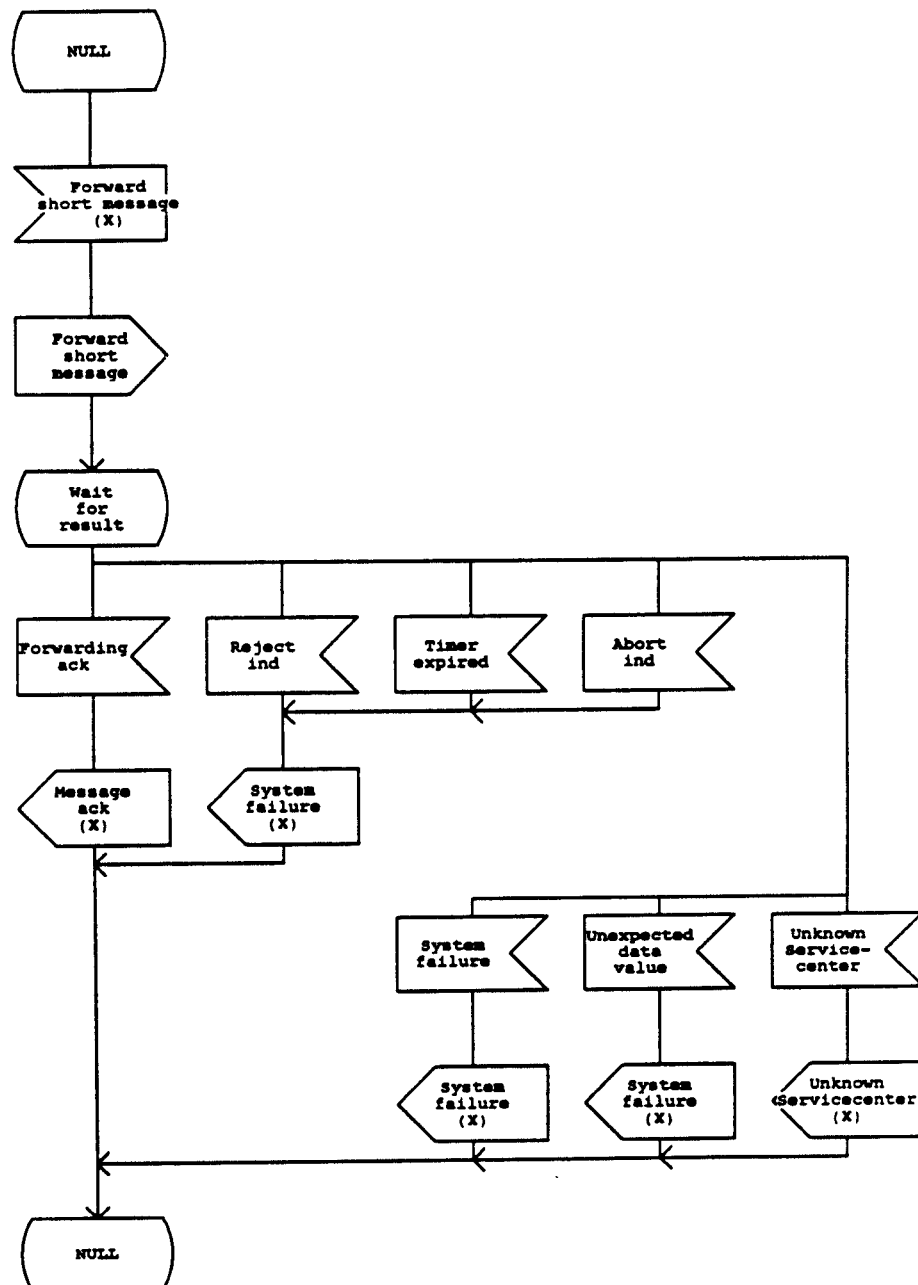 NULL
Forward
short message
(X)
Forward
short
message
Wait
for
result
Forwarding
ack
Reject
ind
Timer
expired
Abort
ind
Message
ack
(X)
System
failure
(X)
System
failure
Unexpected
data
value
Unknown
Service-
center
System
failure
(X)
System
failure
(X)
Unknown
Servicecenter
(X)
NULL